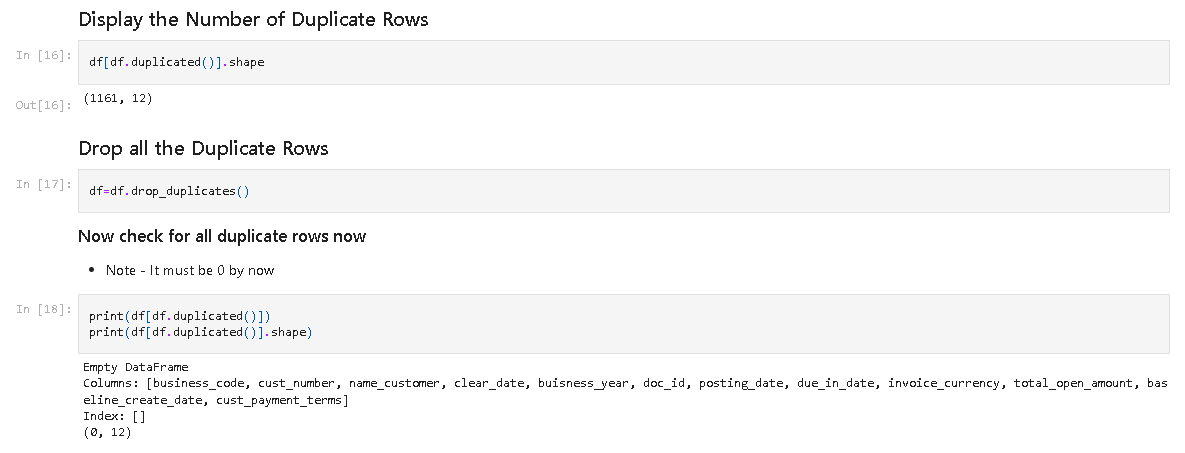 Display the Number of Duplicate Rows
In [16]:
df[df.duplicated()].shape
Out[16]:
(1161, 12)
Drop all the Duplicate Rows
In [17]:
df=df.drop_duplicates()
Now check for all duplicate rows now
• Note - It must be 0 by now
In [18]:
print(df[df.duplicated()])
print(df[df.duplicated()].shape)
Empty DataFrame
Columns: [business_code, cust_number, name_customer, clear_date, buisness_year, doc_id, posting_date, due_in_date, invoice_currency, total_open_amount, bas
eline_create_date, cust_payment_terms]
Index: []
(0, 12)